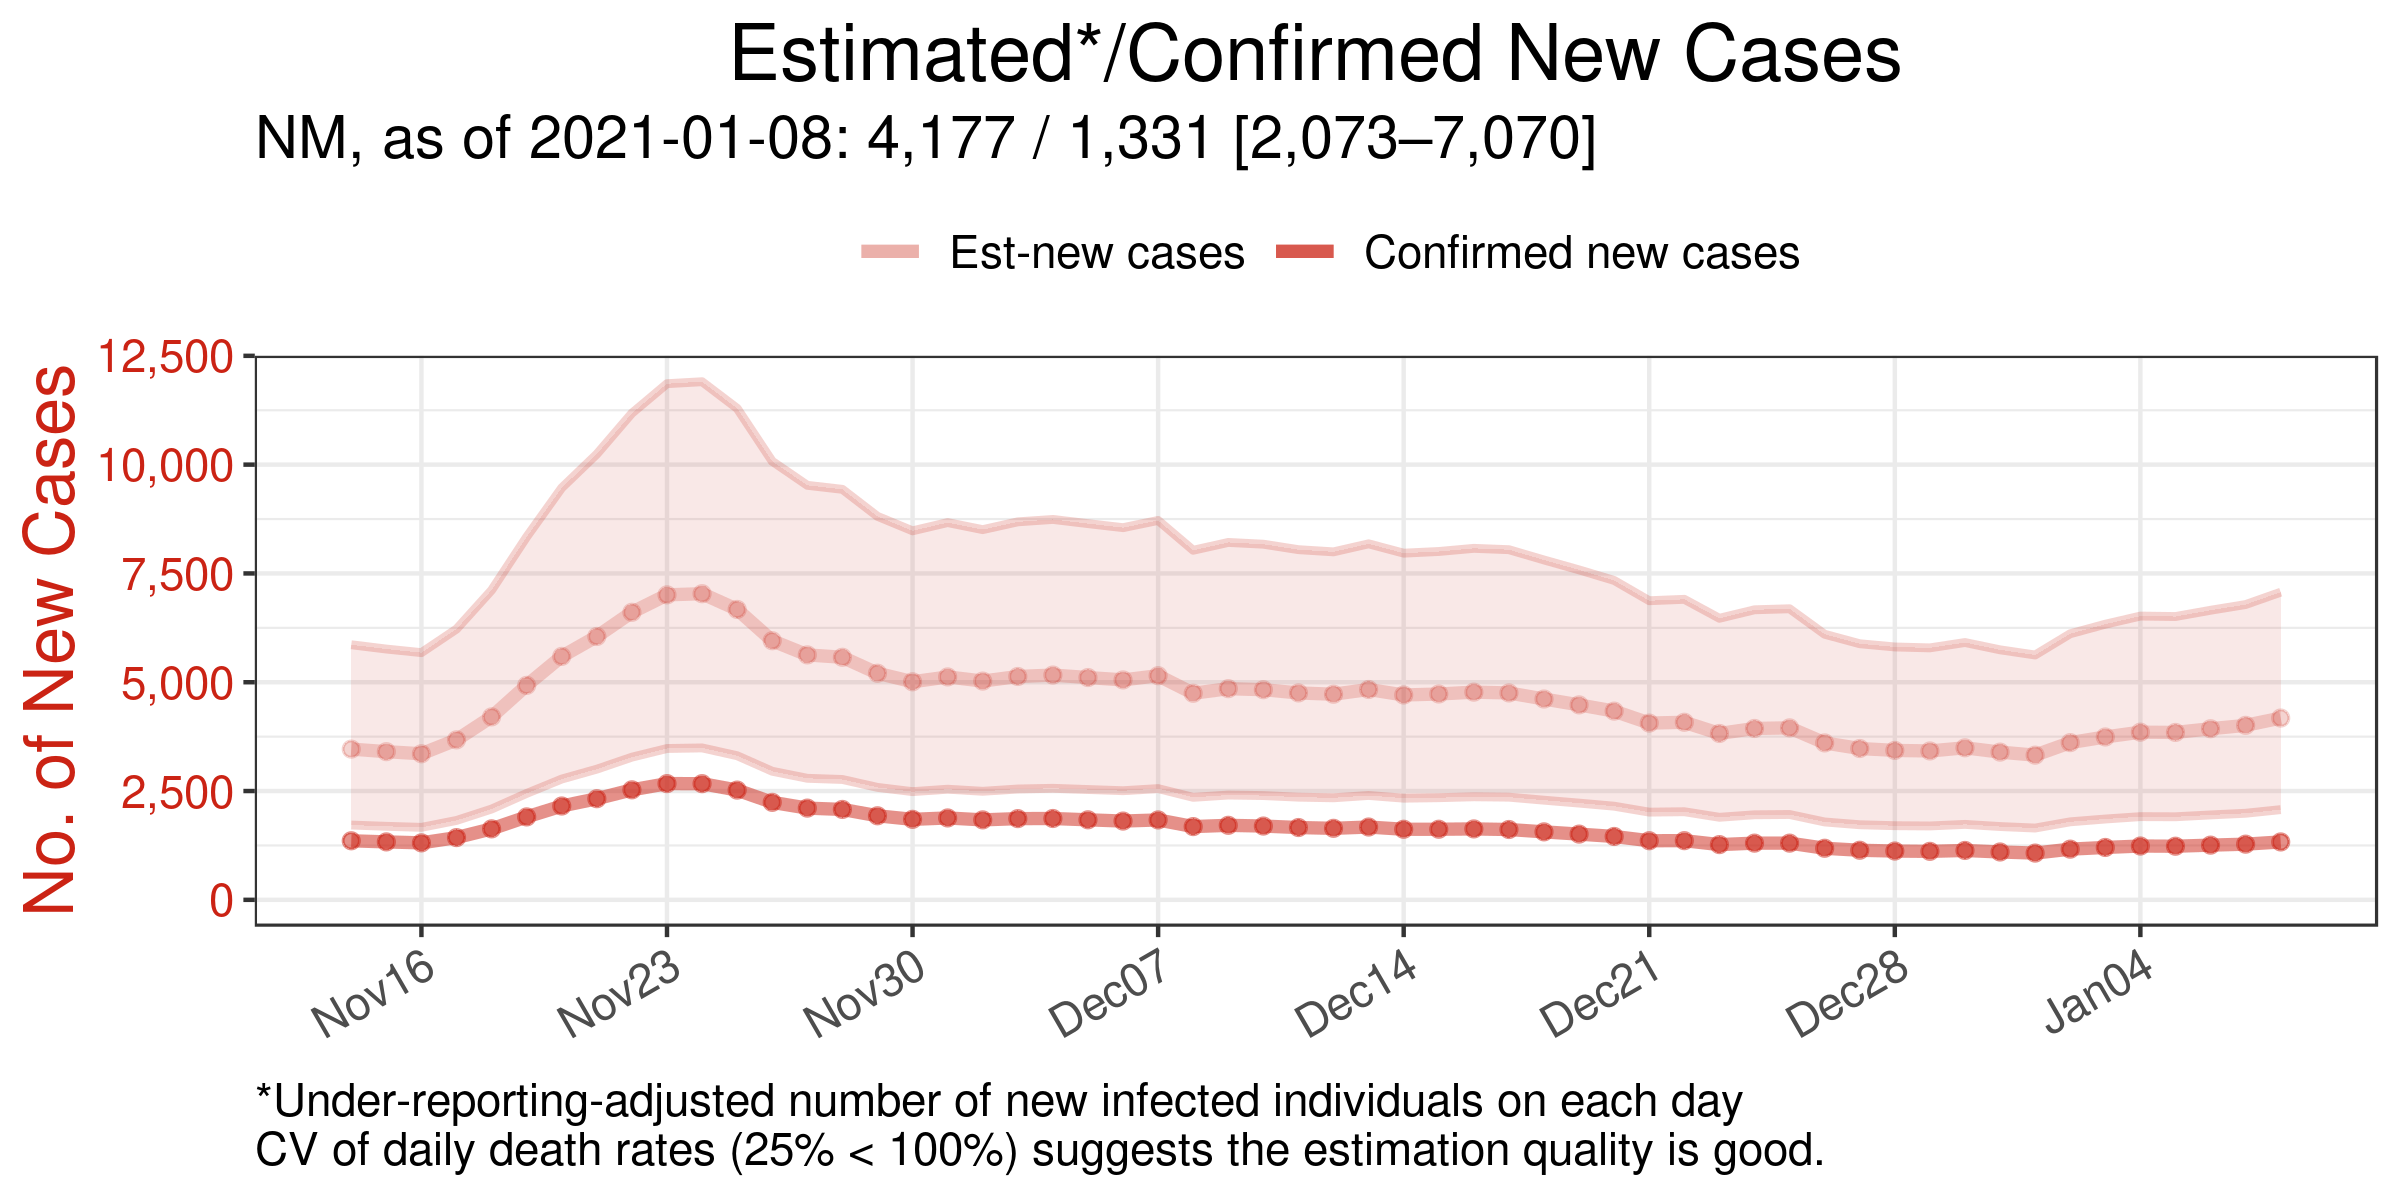 Estimated*/Confirmed New Cases
NM, as of 2021-01-08: 4,177 / 1,331 [2,073–7,070]
Est-new cases
Confirmed new cases
No. of New Cases
12,500
10,000
7,500
5,000
2,500
0
Nov16
Nov23
Nov30
Dec07
Dec14
Dec21
Dec28
Jan04
*Under-reporting-adjusted number of new infected individuals on each day
CV of daily death rates (25% < 100%) suggests the estimation quality is good.